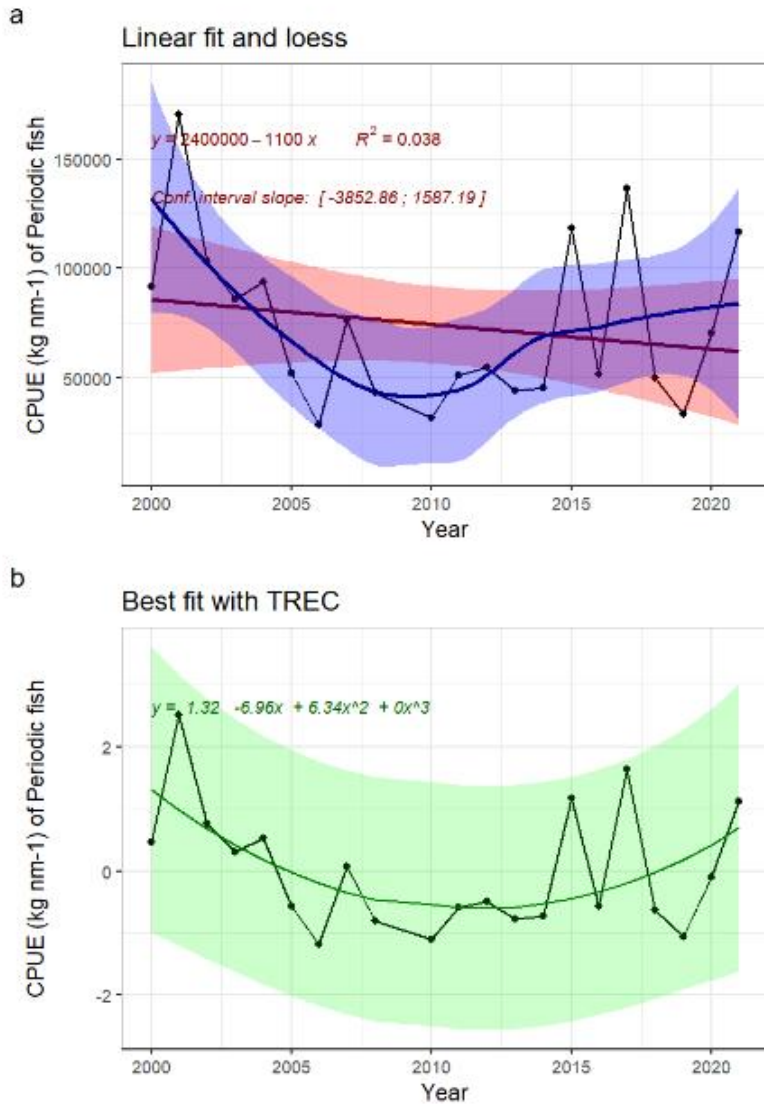 a
Linear fit and loess
y = 2400000 – 1100 x R² = 0.038
Conf. interval slope: [ -3852.86 ; 1587.19 ]
150000
100000
50000
CPUE (kg nm-1) of Periodic fish
2000 2005 2010 2015 2020
Year
b
Best fit with TREC
y = 1.32 -6.96x + 6.34x^2 + 0x^3
2
0
-2
CPUE (kg nm-1) of Periodic fish
2000 2005 2010 2015 2020
Year